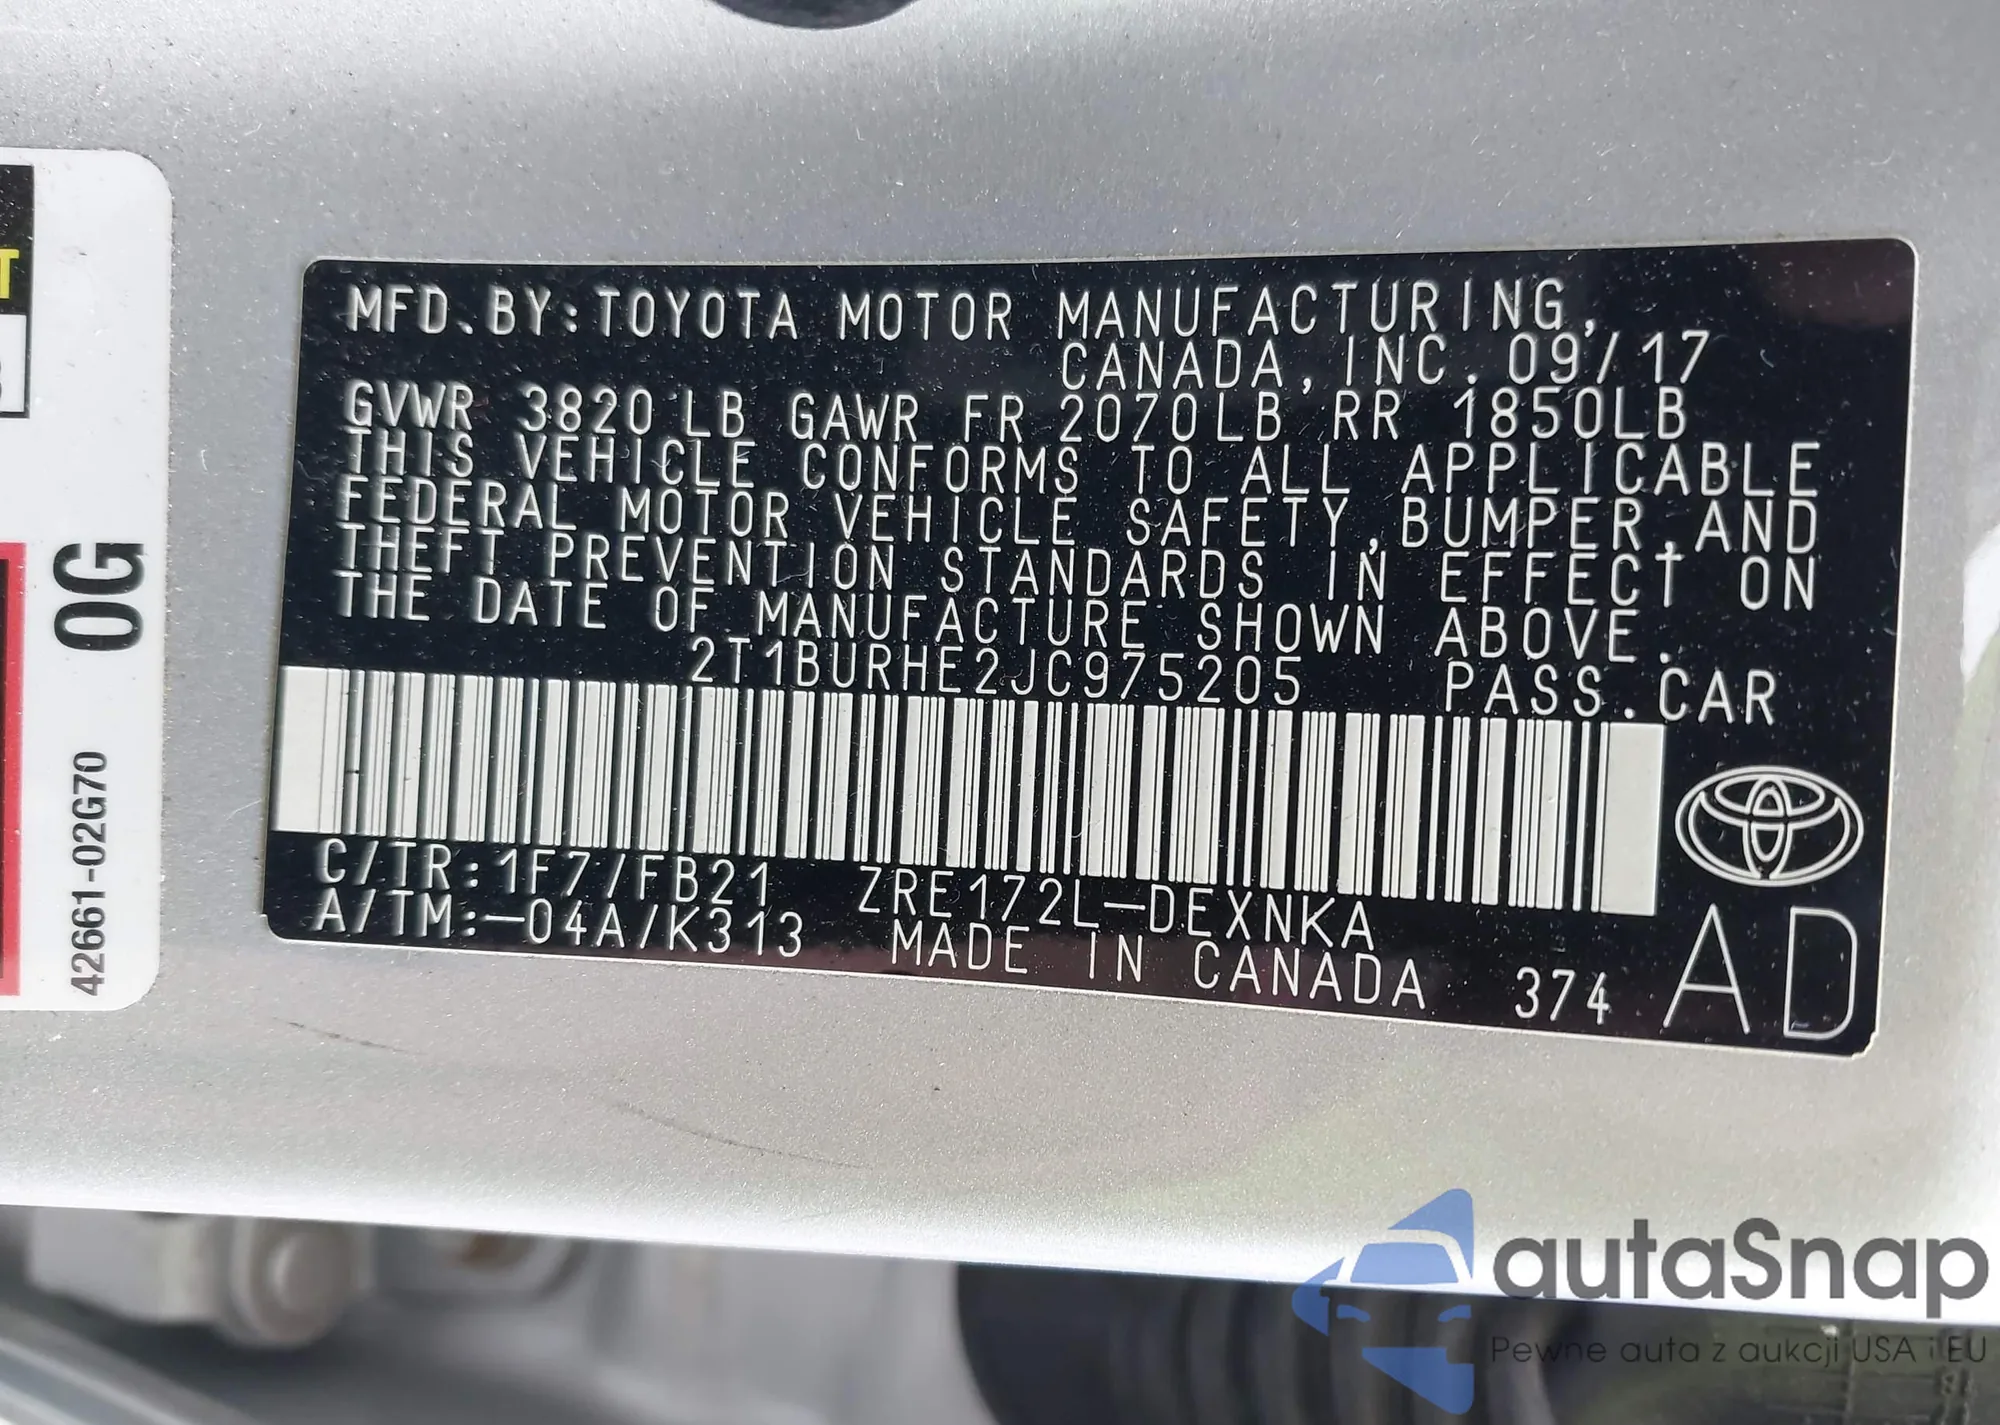 MFD. BY: TOYOTA MOTOR MANUFACTURING,
CANADA, INC. 09/17
GVWR 3820 LB GAWR FR 2070LB RR 1850LB
THIS VEHICLE CONFORMS TO ALL APPLICABLE
FEDERAL MOTOR VEHICLE SAFETY, BUMPER, AND
THEFT PREVENTION STANDARDS IN EFFECT ON
THE DATE OF MANUFACTURE SHOWN ABOVE.
2T1BURHE2JC975205 PASS. CAR
C/TR: 1F7/FB21 ZRE172L-DEXNKA
A/TM: -04A/K313 MADE IN CANADA 374 AD
T
0G
42661-02G70
autaSnap
Pewne auta z aukcji USA i EU